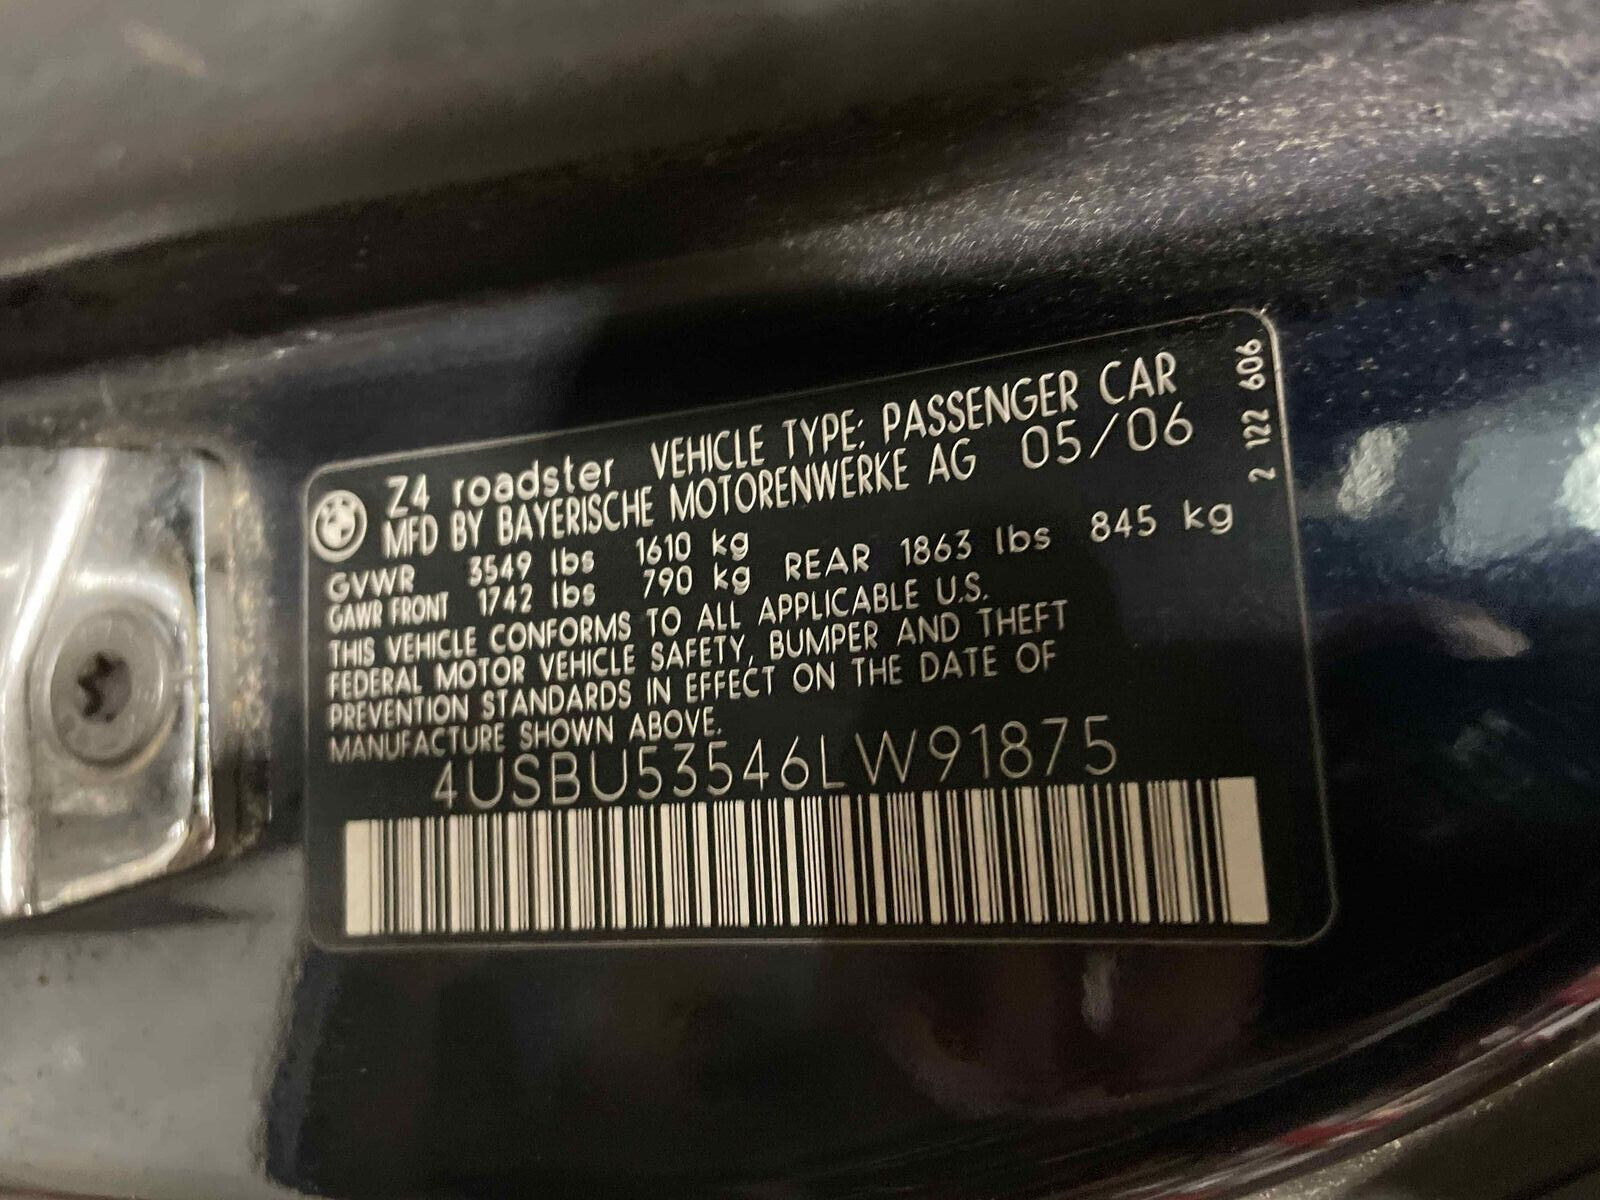 Z4 roadster VEHICLE TYPE: PASSENGER CAR
MFD BY BAYERISCHE MOTORENWERKE AG 05/06
GVWR 3549 lbs 1610 kg
GAWR FRONT 1742 lbs 790 kg REAR 1863 lbs 845 kg
THIS VEHICLE CONFORMS TO ALL APPLICABLE U.S.
FEDERAL MOTOR VEHICLE SAFETY, BUMPER AND THEFT
PREVENTION STANDARDS IN EFFECT ON THE DATE OF
MANUFACTURE SHOWN ABOVE.
4USBU53546LW91875
2 122 606